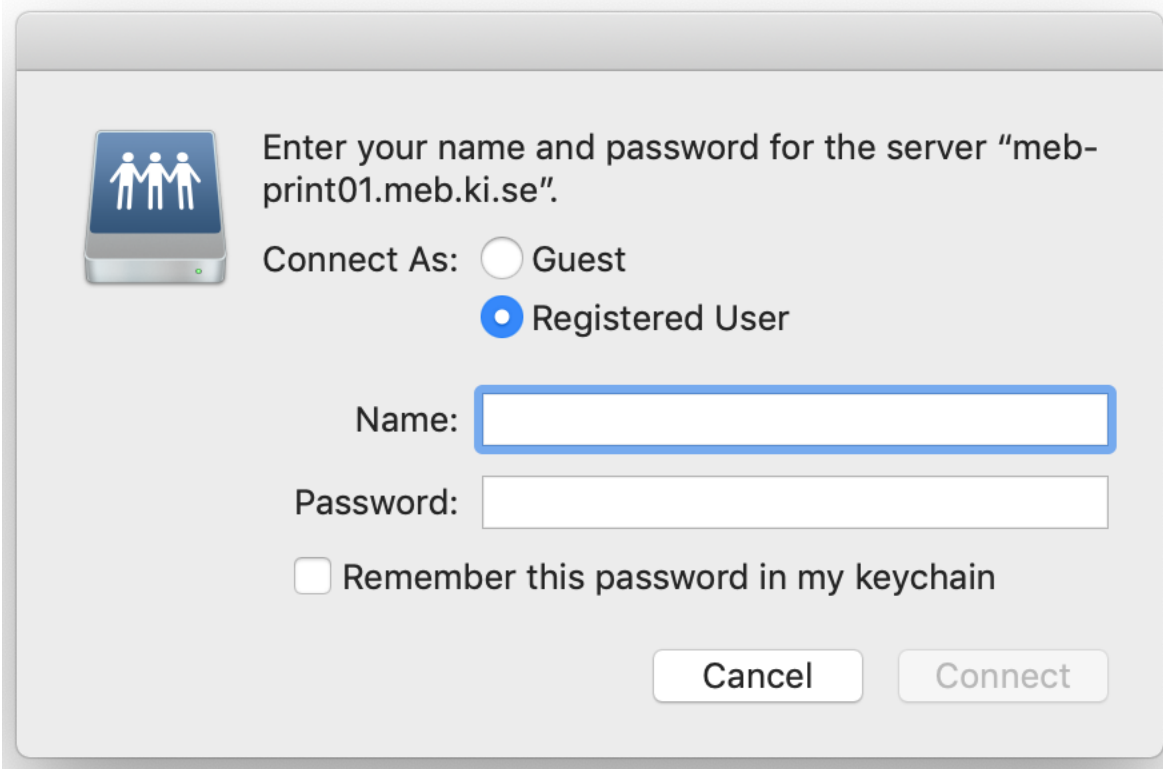 Enter your name and password for the server “meb-
print01.meb.ki.se”.
Connect As: Guest
Registered User
Name:
Password:
Remember this password in my keychain
Cancel Connect